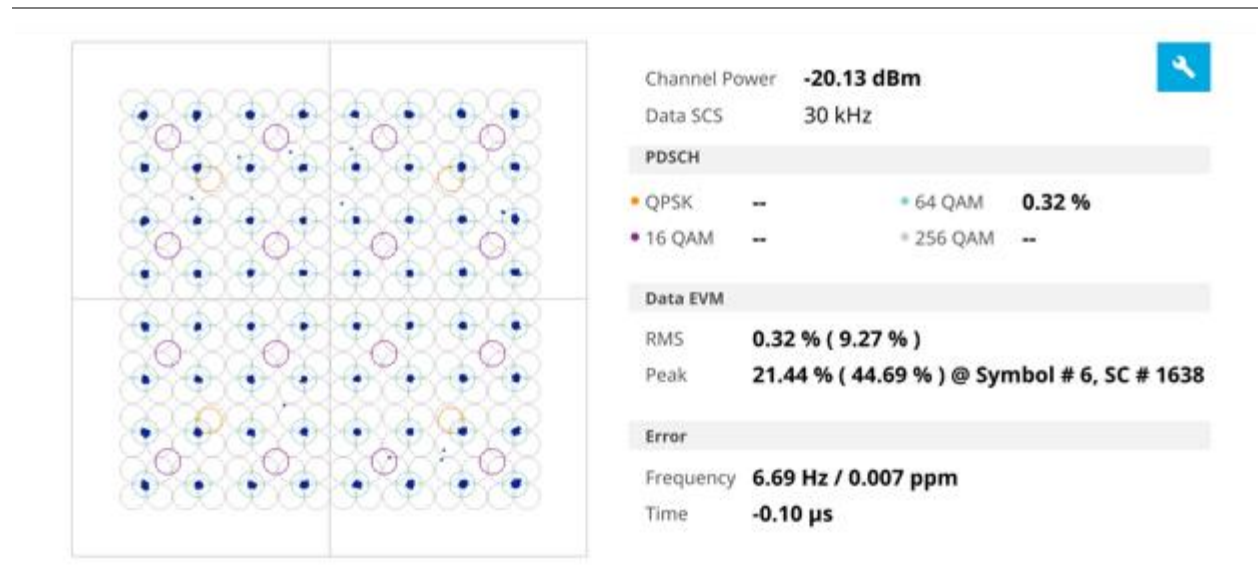 Channel Power -20.13 dBm
Data SCS 30 kHz
PDSCH
QPSK -- 64 QAM 0.32 %
16 QAM -- 256 QAM --
Data EVM
RMS 0.32 % ( 9.27 % )
Peak 21.44 % ( 44.69 % ) @ Symbol # 6, SC # 1638
Error
Frequency 6.69 Hz / 0.007 ppm
Time -0.10 µs